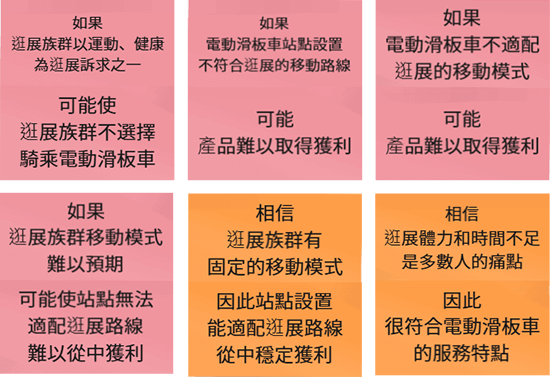 如果
逛展族群以運動、健康
為逛展訴求之一
可能使
逛展族群不選擇
騎乘電動滑板車
如果
電動滑板車站點設置
不符合逛展的移動路線
可能
產品難以取得獲利
如果
電動滑板車不適配
逛展的移動模式
可能
產品難以取得獲利
如果
逛展族群移動模式
難以預期
可能使站點無法
適配逛展路線
難以從中獲利
相信
逛展族群有
固定的移動模式
因此站點設置
能適配逛展路線
從中穩定獲利
相信
逛展體力和時間不足
是多數人的痛點
因此
很符合電動滑板車
的服務特點